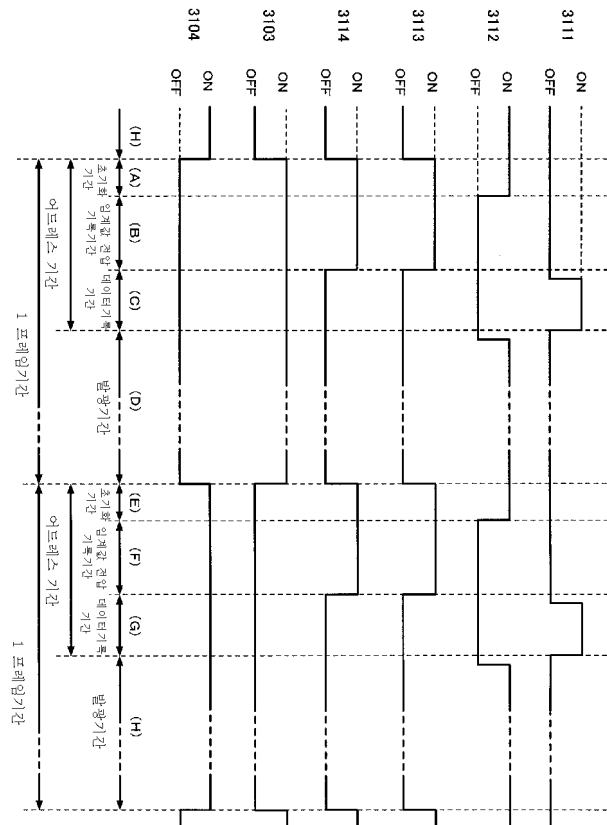 3111
ON
OFF
3112
ON
OFF
3113
ON
OFF
3114
ON
OFF
3103
ON
OFF
3104
ON
OFF
(H)
(A)
(B)
(C)
(D)
(E)
(F)
(G)
(H)
초기화
기간
임계값 전압
기록기간
데이터기록
기간
발광기간
초기화
기간
임계값 전압
기록기간
데이터기록
기간
발광기간
어드레스 기간
어드레스 기간
1 프레임기간
1 프레임기간